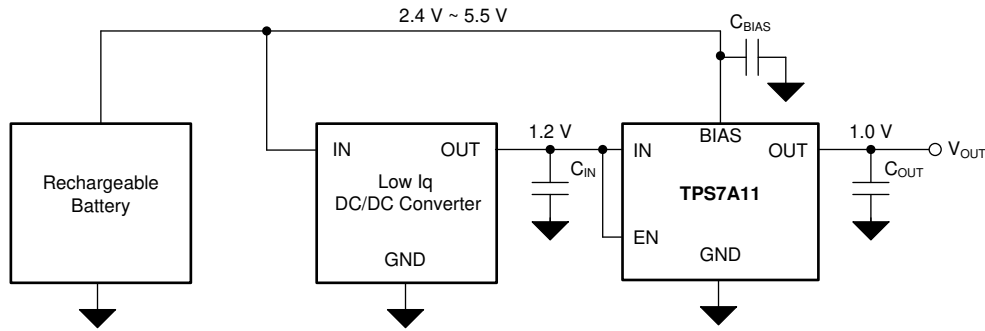 2.4 V ~ 5.5 V
CBIAS
Rechargeable
Battery
IN
OUT
Low Iq
DC/DC Converter
GND
1.2 V
CIN
IN
BIAS
OUT
TPS7A11
EN
GND
1.0 V
VOUT
COUT